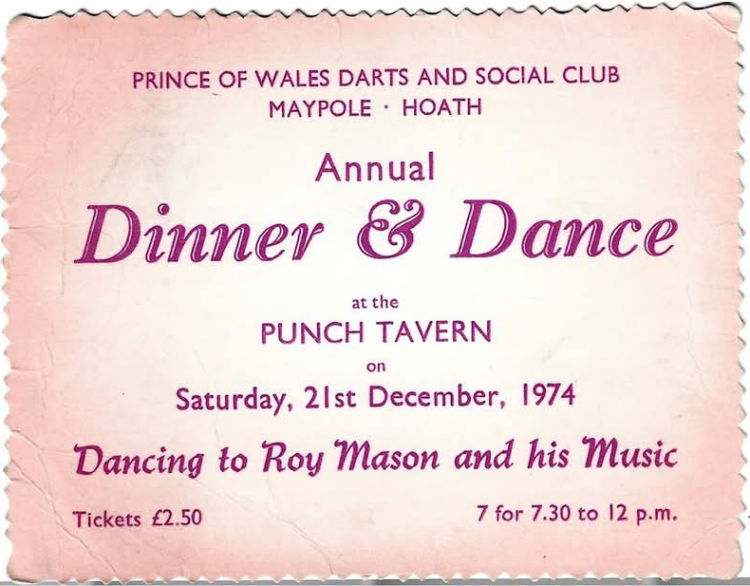 PRINCE OF WALES DARTS AND SOCIAL CLUB
MAYPOLE · HOATH
Annual
Dinner & Dance
at the
PUNCH TAVERN
on
Saturday, 21st December, 1974
Dancing to Roy Mason and his Music
Tickets £2.50
7 for 7.30 to 12 p.m.